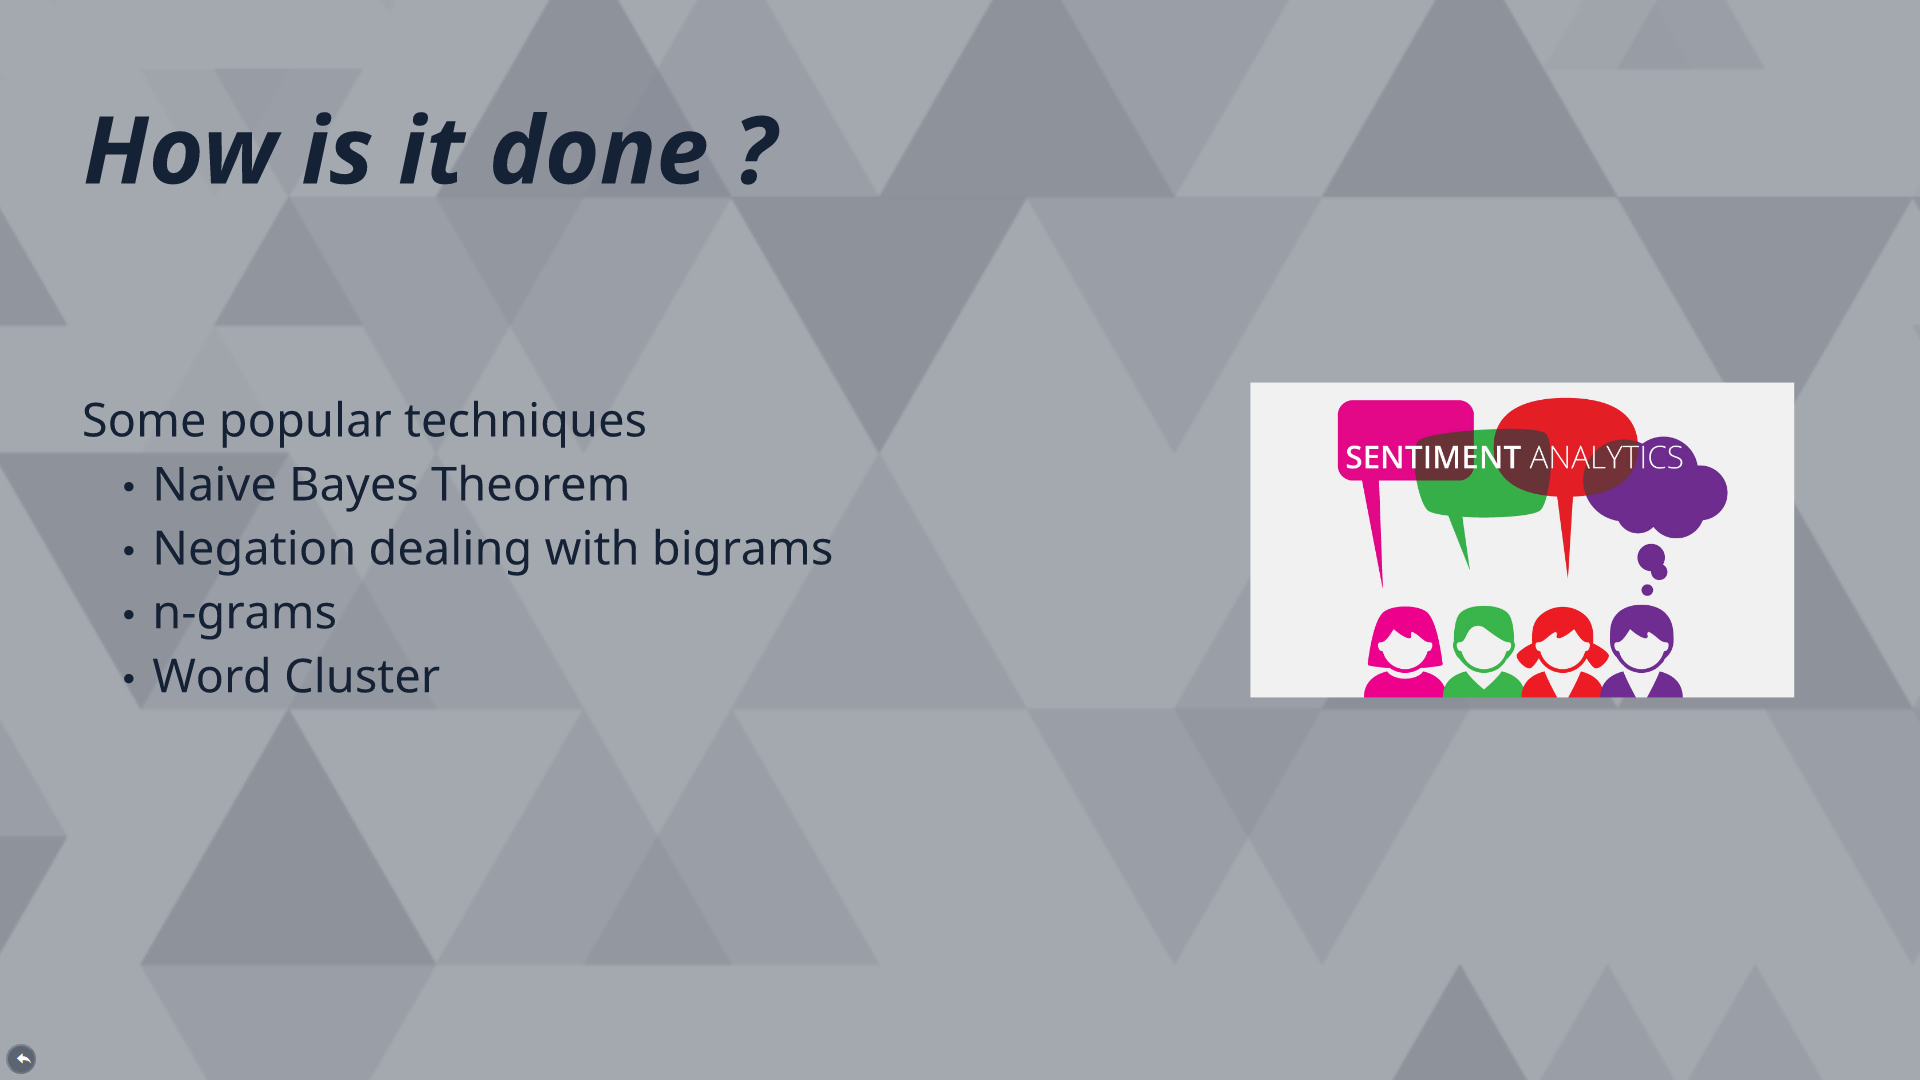 How is it done ?
Some popular techniques
• Naive Bayes Theorem
• Negation dealing with bigrams
• n-grams
• Word Cluster
SENTIMENT ANALYTICS